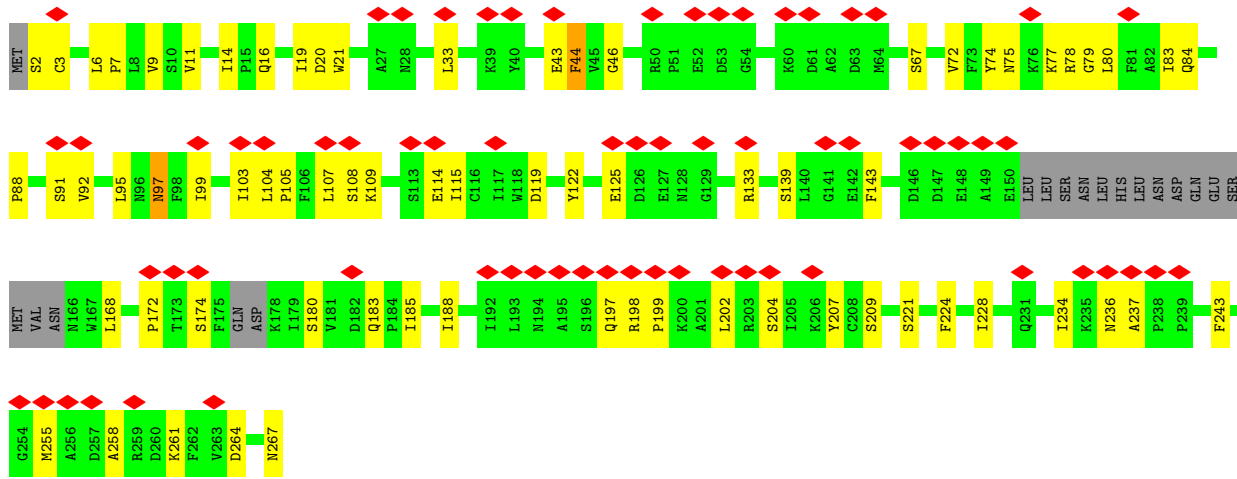 MET S2 C3 L6 P7 L8 V9 S10 V11 I14 P15 Q16 I19 D20 W21 A27 N28 L33 K39 Y40 E43 F44 V45 G46 R50 P51 E52 D53 G54 K60 D61 A62 D63 M64 S67 V72 F73 Y74 N75 K76 K77 R78 G79 L80 F81 A82 I83 Q84
P88 S91 V92 L95 N96 N97 F98 I99 I103 L104 P105 F106 L107 S108 K109 S113 E114 I115 C116 I117 W118 D119 Y122 E125 D126 E127 N128 G129 R133 S139 L140 G141 E142 F143 D146 D147 E148 A149 E150 LEU LEU SER ASN LEU HIS LEU ASN ASP GLN GLU SER
MET VAL ASN N166 W167 L168 P172 T173 S174 F175 GLN ASP K178 I179 S180 V181 D182 Q183 P184 I185 I188 I192 L193 N194 A195 S196 Q197 R198 P199 K200 A201 L202 R203 S204 I205 K206 Y207 C208 S209 S221 F224 I228 Q231 I234 K235 N236 A237 P238 P239 F243
G254 M255 A256 D257 A258 R259 D260 K261 F262 V263 D264 N267